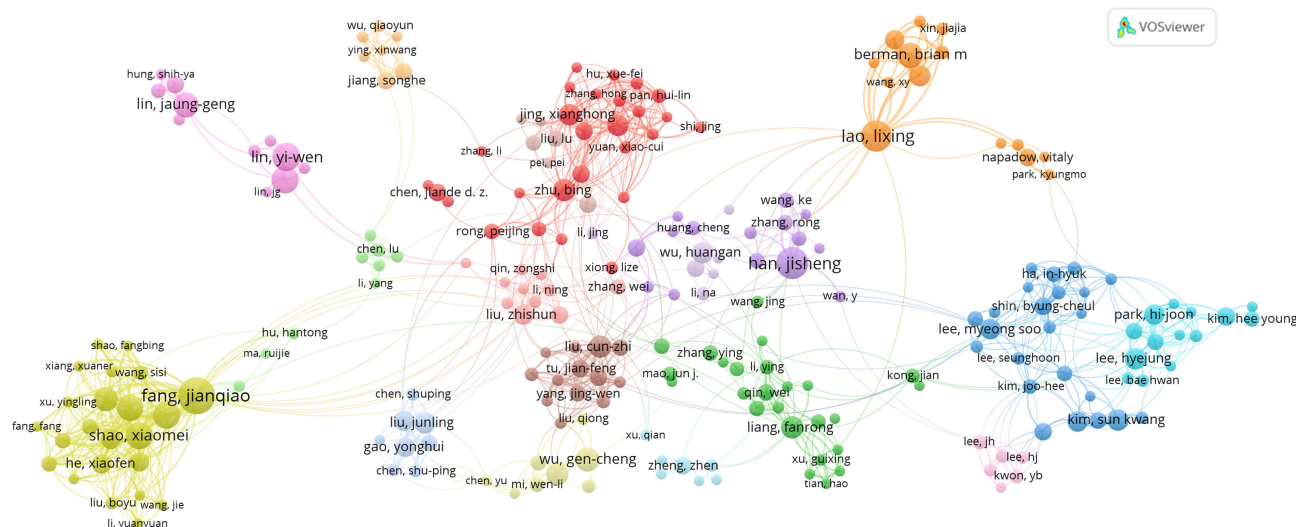 VOSviewer
wu, qiaoyun
ying, xinwang
jiang, songhe
hung, shih-ya
lin, jaung-geng
lin, yi-wen
lin, jg
hu, xue-fei
zhang, hong
pan, hui-lin
jing, xianghong
shi, jing
liu, lu
yuan, xiao-cui
pei, pei
zhang, li
chen, jiande d. z.
zhu, bing
xin, jiajia
berman, brian m
wang, xy
lao, lixing
napadow, vitaly
park, kyungmo
wang, ke
zhang, rong
huang, cheng
wu, huangan
han, jisheng
li, na
wan, y
wang, jing
rong, peijing
li, jing
chen, lu
li, yang
qin, zongshi
xiong, lize
li, ning
zhang, wei
liu, zhishun
ha, in-hyuk
shin, byung-cheul
lee, myeong soo
lee, seunghoon
kim, joo-hee
kim, sun kwang
park, hi-joon
kim, hee young
lee, hyejung
lee, bae hwan
hu, hantong
ma, ruijie
shao, fangbing
xiang, xuaner
wang, sisi
fang, jianqiao
xu, yingling
fang, fang
shao, xiaomei
he, xiaofen
liu, boyu
wang, jie
li, yuanyuan
liu, cun-zhi
tu, jian-feng
yang, jing-wen
liu, qiong
zhang, ying
mao, jun j.
li, ying
qin, wei
kong, jian
liang, fanrong
xu, guixing
tian, hao
chen, shuping
liu, junling
gao, yonghui
chen, shu-ping
chen, yu
mi, wen-li
wu, gen-cheng
xu, qian
zheng, zhen
lee, jh
lee, hj
kwon, yb